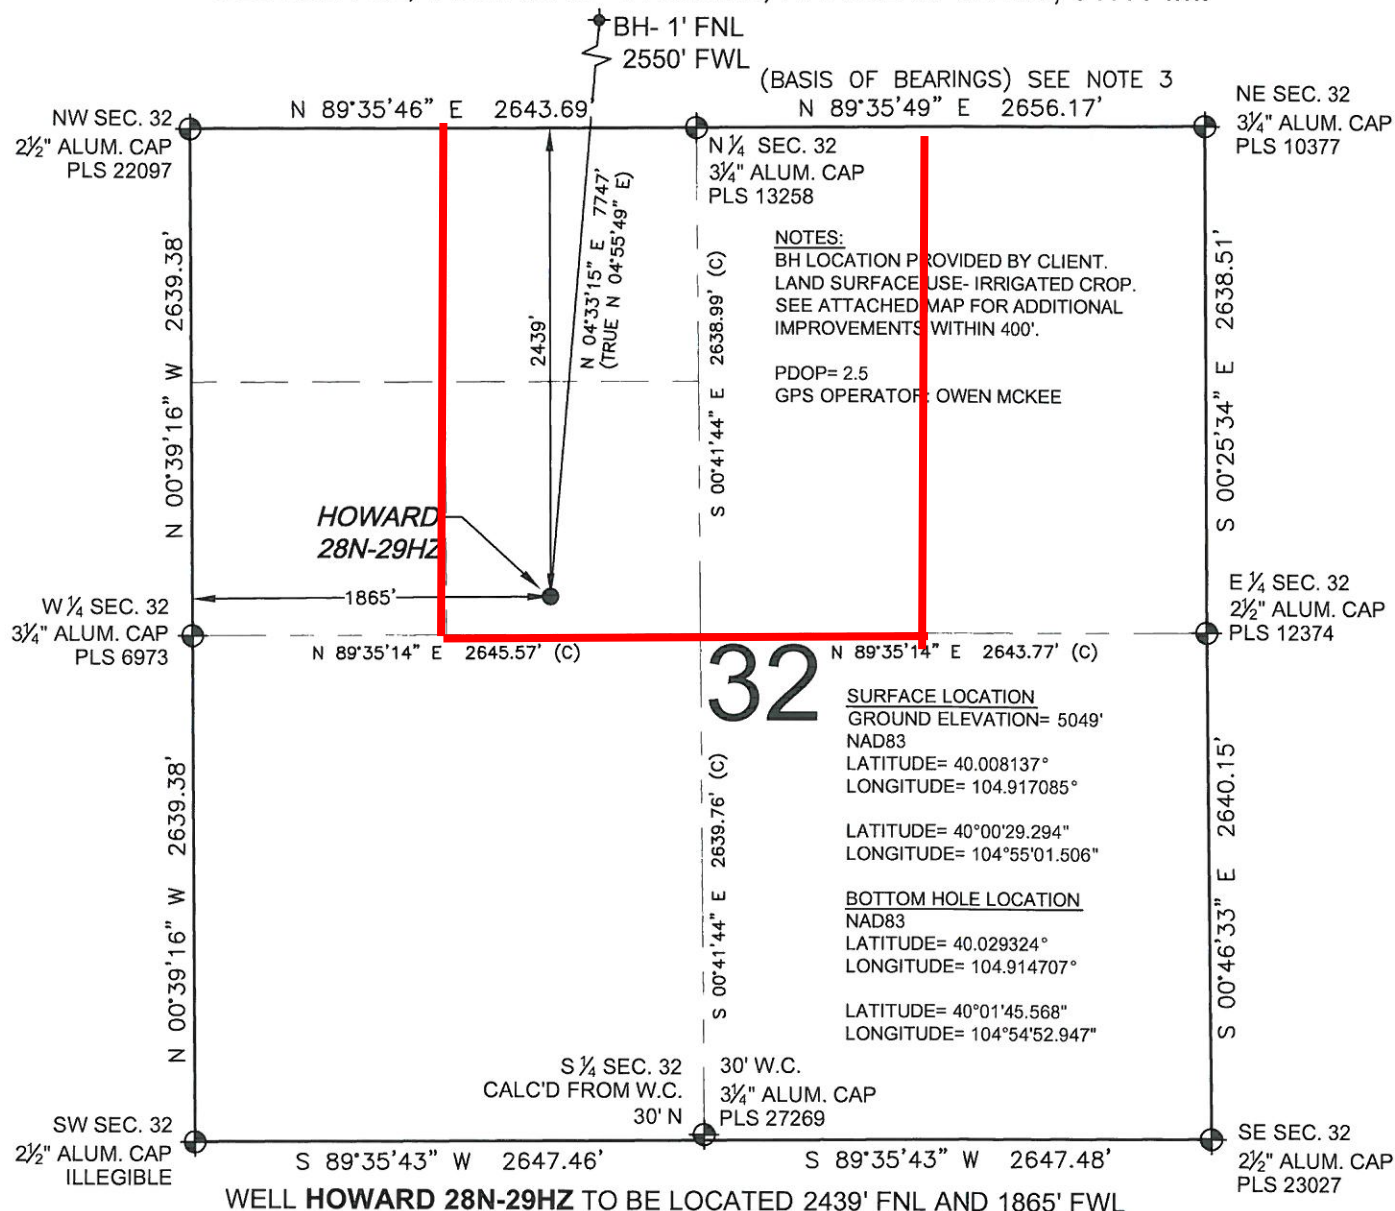 BH- 1' FNL
2550' FWL
(BASIS OF BEARINGS) SEE NOTE 3
N 89°35'46" E 2643.69'
N 89°35'49" E 2656.17'
NW SEC. 32
2½" ALUM. CAP
PLS 22097
N ¼ SEC. 32
3¼" ALUM. CAP
PLS 13258
NE SEC. 32
3¼" ALUM. CAP
PLS 10377
N 00°39'16" W 2639.38'
2439'
N 04°33'15" E 7747'
(TRUE N 04°55'49" E)
S 00°41'44" E 2638.99' (C)
NOTES:
BH LOCATION PROVIDED BY CLIENT.
LAND SURFACE USE- IRRIGATED CROP.
SEE ATTACHED MAP FOR ADDITIONAL
IMPROVEMENTS WITHIN 400'.
PDOP= 2.5
GPS OPERATOR: OWEN MCKEE
S 00°25'34" E 2638.51'
HOWARD
28N-29HZ
1865'
W ¼ SEC. 32
3¼" ALUM. CAP
PLS 6973
E ¼ SEC. 32
2½" ALUM. CAP
PLS 12374
N 89°35'14" E 2645.57' (C)
N 89°35'14" E 2643.77' (C)
32
SURFACE LOCATION
GROUND ELEVATION= 5049'
NAD83
LATITUDE= 40.008137°
LONGITUDE= 104.917085°
LATITUDE= 40°00'29.294"
LONGITUDE= 104°55'01.506"
BOTTOM HOLE LOCATION
NAD83
LATITUDE= 40.029324°
LONGITUDE= 104.914707°
LATITUDE= 40°01'45.568"
LONGITUDE= 104°54'52.947"
N 00°39'16" W 2639.38'
S 00°41'44" E 2639.76' (C)
S 00°46'33" E 2640.15'
S ¼ SEC. 32
CALC'D FROM W.C.
30' N
30' W.C.
3¼" ALUM. CAP
PLS 27269
SW SEC. 32
2½" ALUM. CAP
ILLEGIBLE
SE SEC. 32
2½" ALUM. CAP
PLS 23027
S 89°35'43" W 2647.46'
S 89°35'43" W 2647.48'
WELL HOWARD 28N-29HZ TO BE LOCATED 2439' FNL AND 1865' FWL